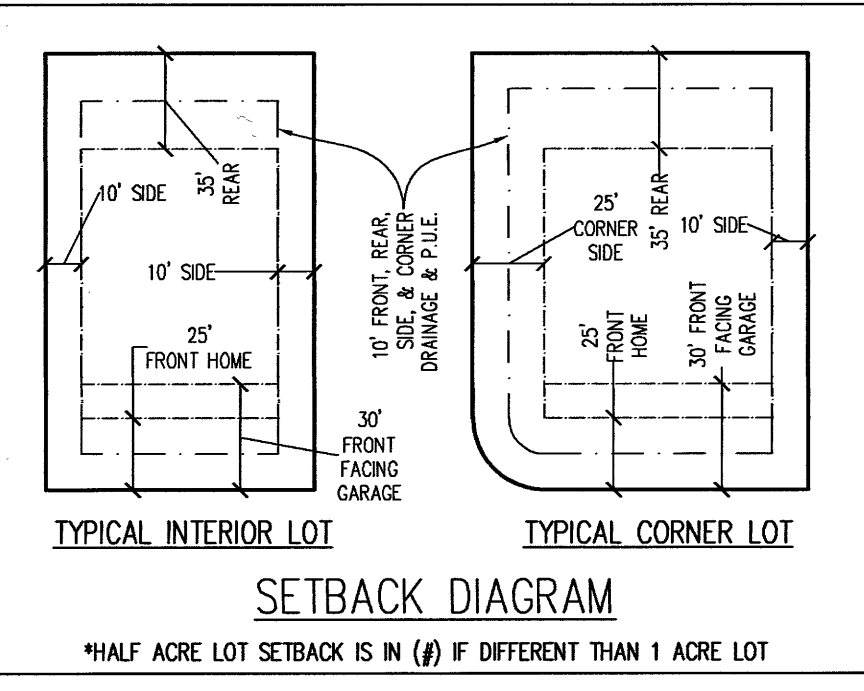 35'
REAR
10' SIDE
10' SIDE
25'
FRONT HOME
30'
FRONT
FACING
GARAGE
TYPICAL INTERIOR LOT
10' FRONT, REAR,
SIDE, & CORNER
DRAINAGE & P.U.E.
25'
CORNER
SIDE
35' REAR
10' SIDE
25'
FRONT
HOME
30' FRONT
FACING
GARAGE
TYPICAL CORNER LOT
SETBACK DIAGRAM
*HALF ACRE LOT SETBACK IS IN (#) IF DIFFERENT THAN 1 ACRE LOT